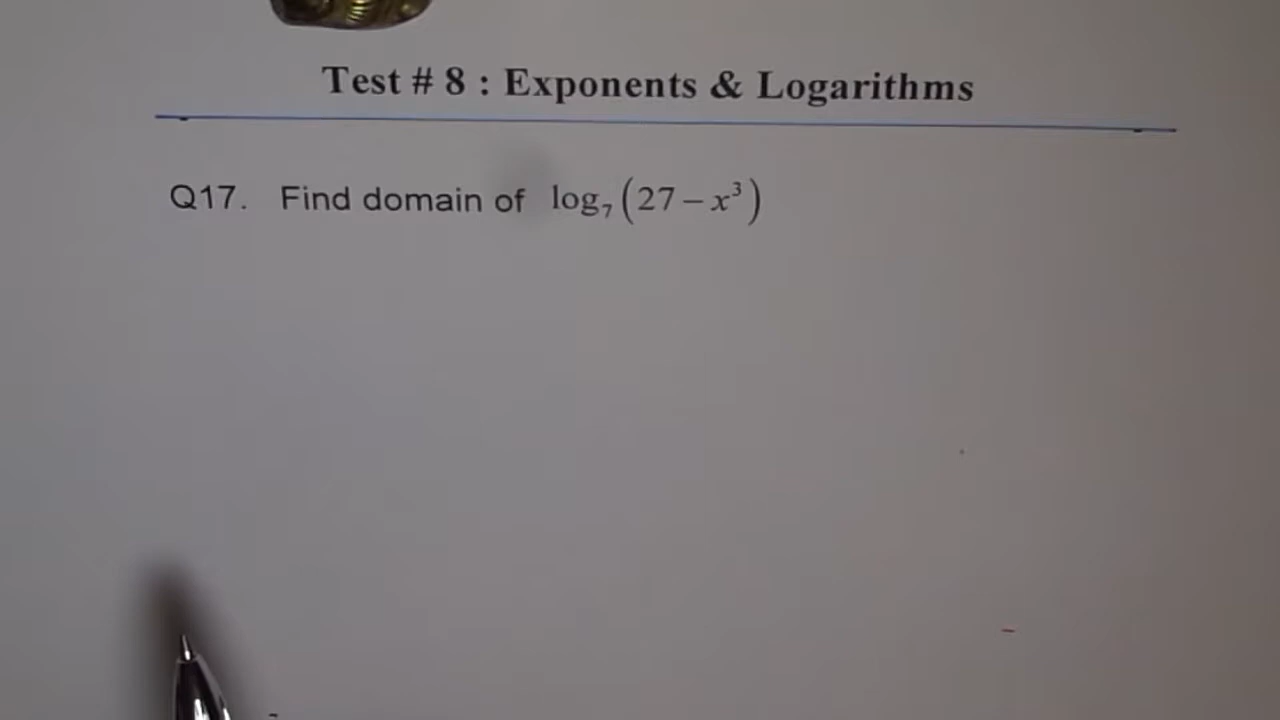 Test # 8 : Exponents & Logarithms
Q17. Find domain of log₇(27 − x³)